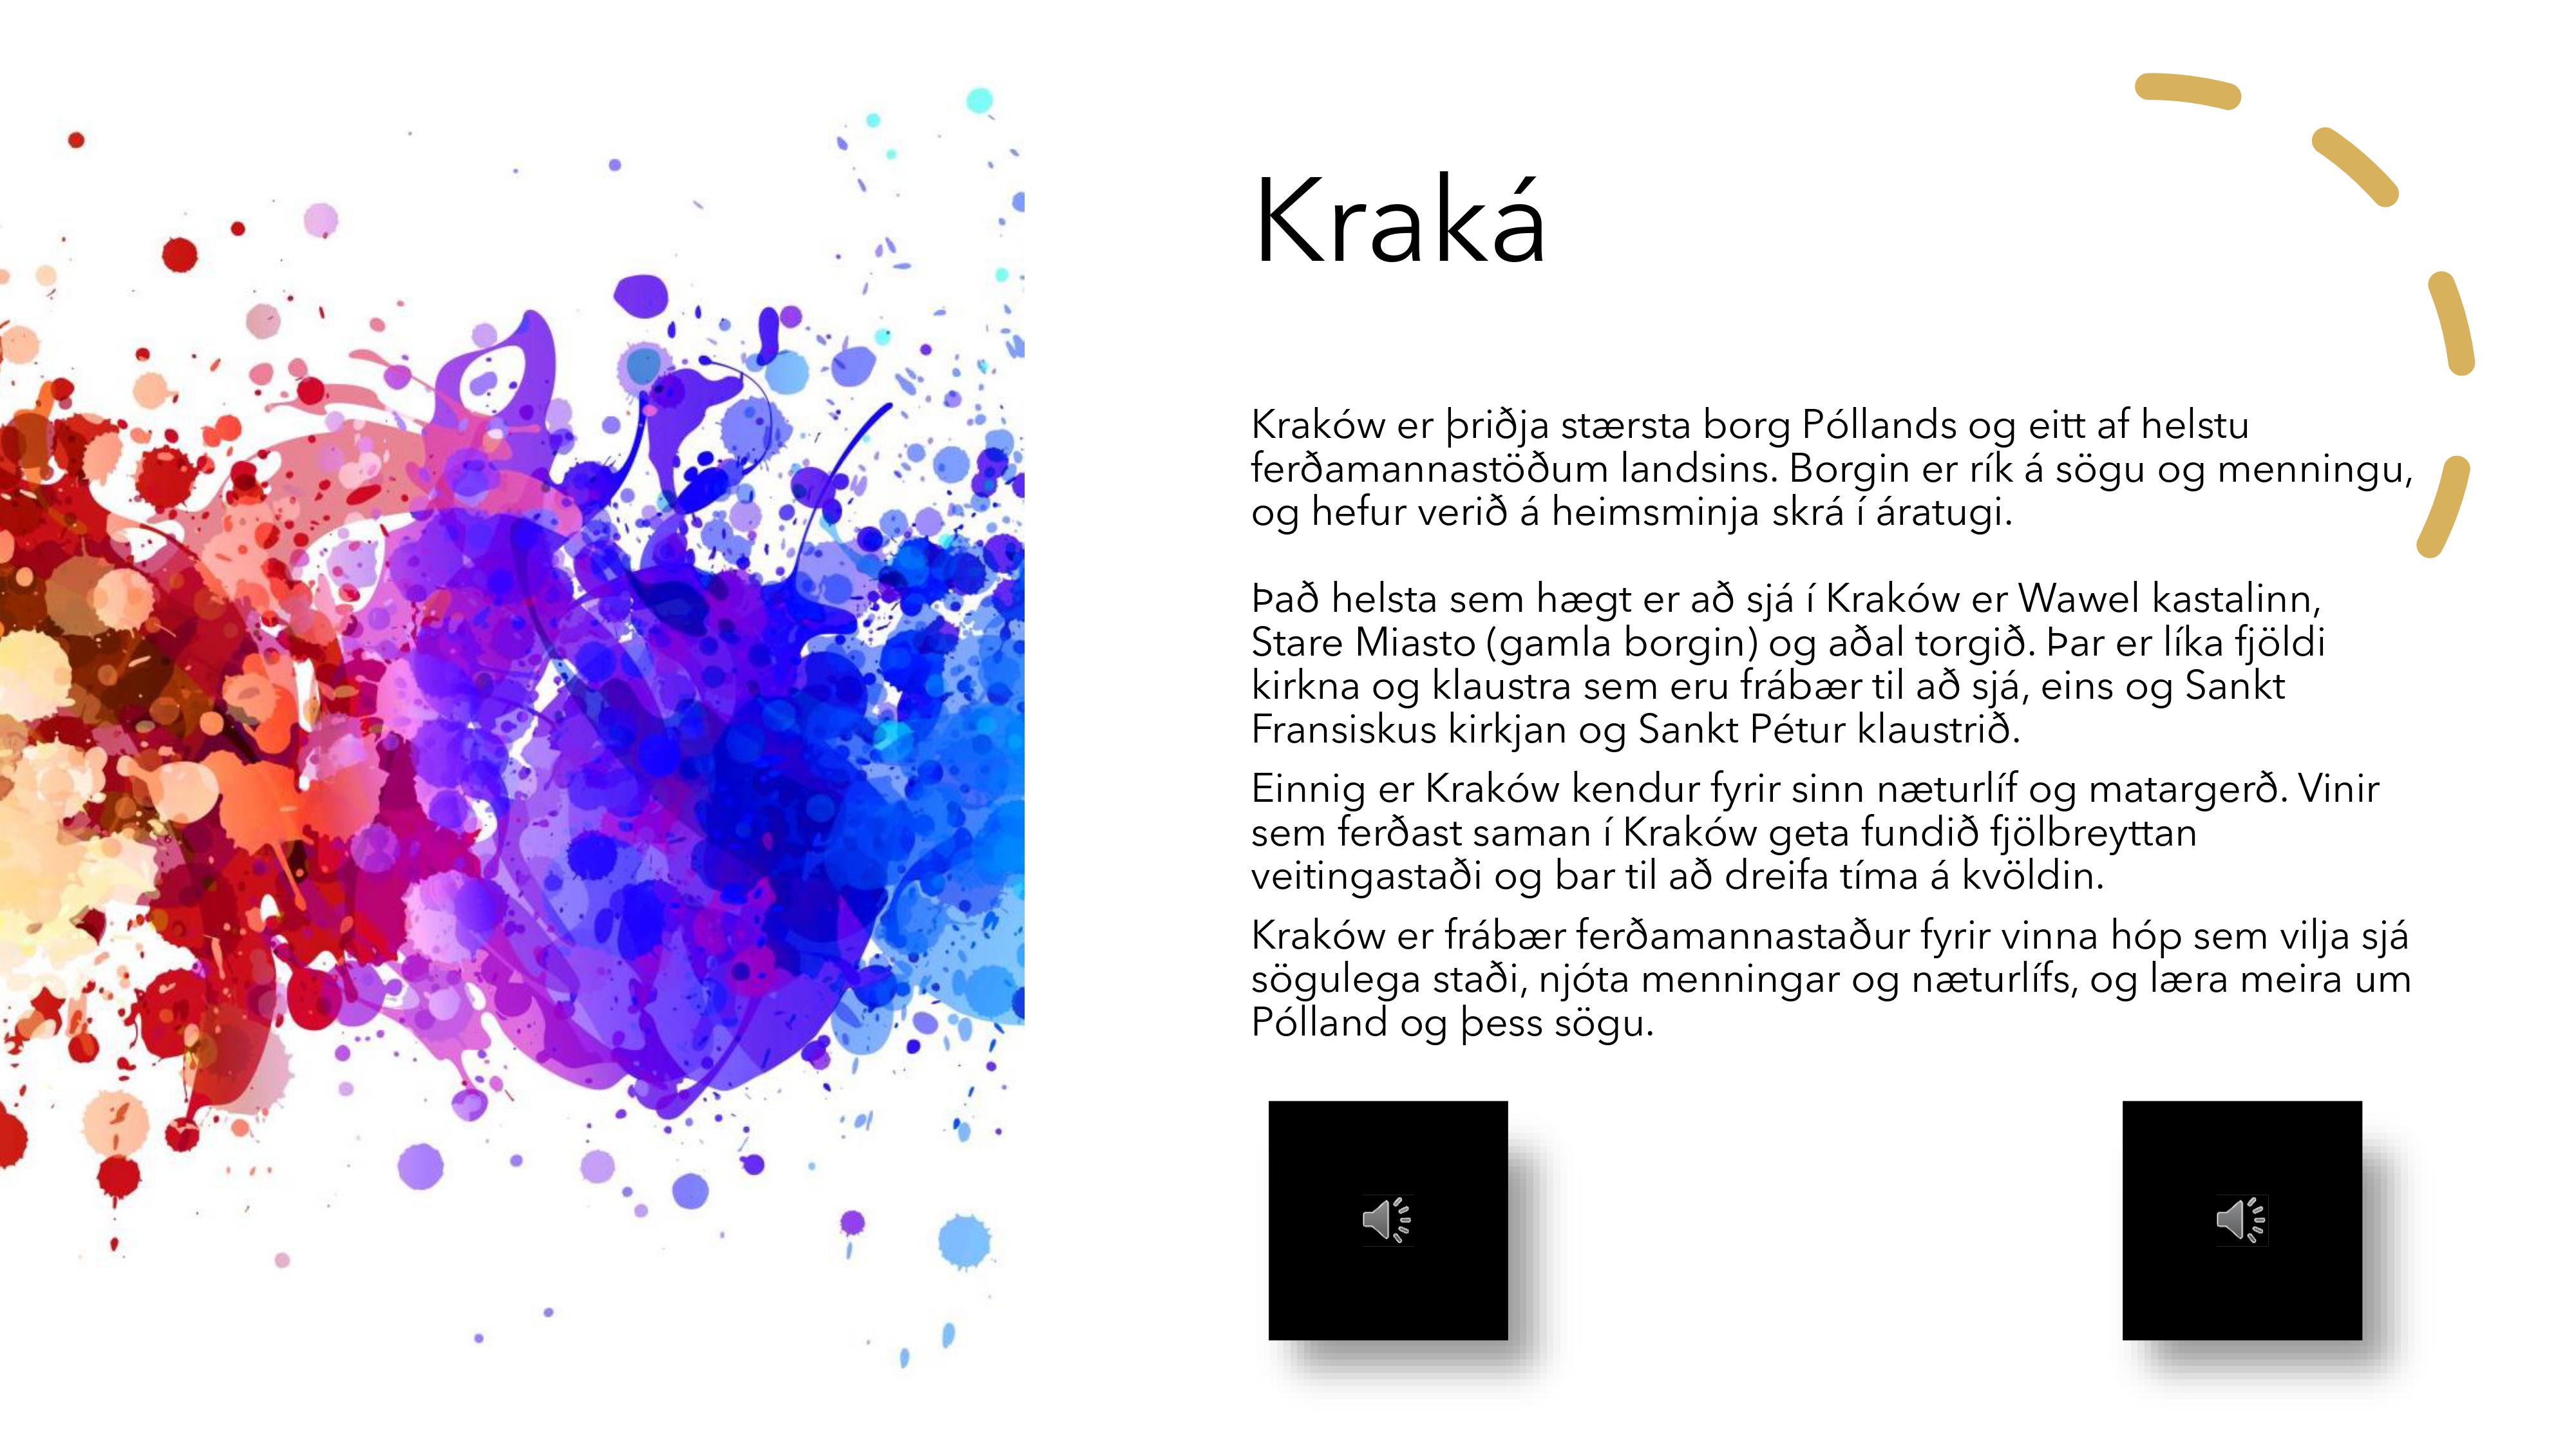 Kraká
Kraków er þriðja stærsta borg Póllands og eitt af helstu
ferðamannastöðum landsins. Borgin er rík á sögu og menningu,
og hefur verið á heimsminja skrá í áratugi.
Það helsta sem hægt er að sjá í Kraków er Wawel kastalinn,
Stare Miasto (gamla borgin) og aðal torgið. Þar er líka fjöldi
kirkna og klaustra sem eru frábær til að sjá, eins og Sankt
Fransiskus kirkjan og Sankt Pétur klaustrið.
Einnig er Kraków kendur fyrir sinn næturlíf og matargerð. Vinir
sem ferðast saman í Kraków geta fundið fjölbreyttan
veitingastaði og bar til að dreifa tíma á kvöldin.
Kraków er frábær ferðamannastaður fyrir vinna hóp sem vilja sjá
sögulega staði, njóta menningar og næturlífs, og læra meira um
Pólland og þess sögu.